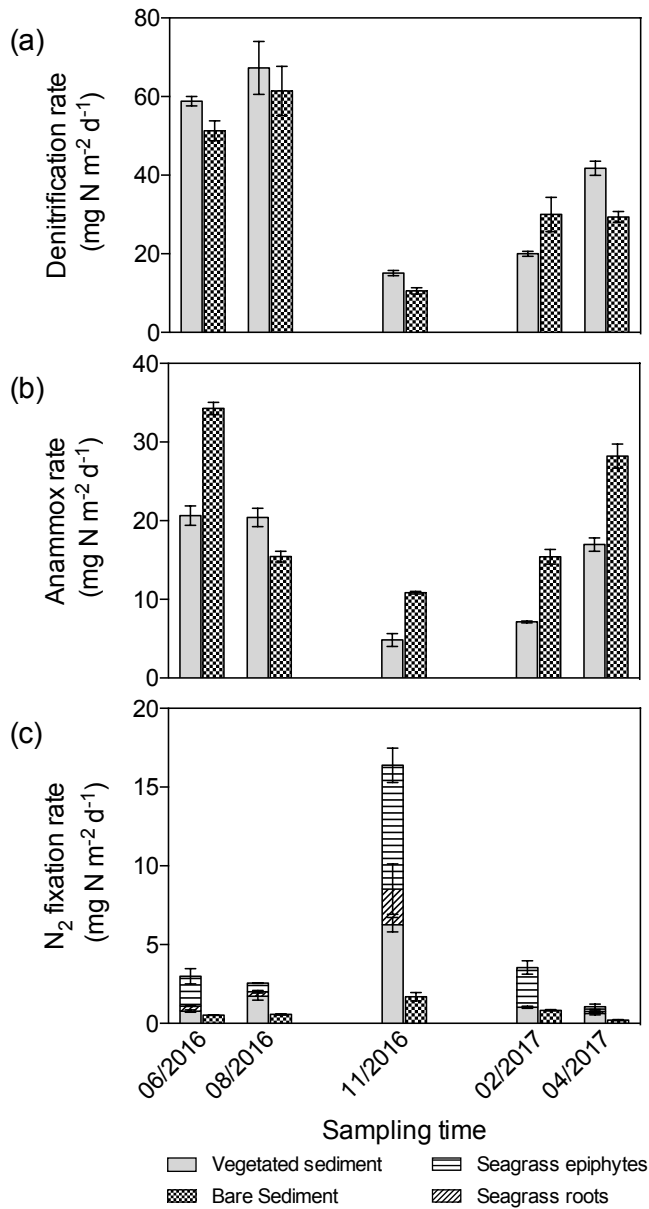 (a)
Denitrification rate
(mg N m-2 d-1)
80
60
40
20
0
(b)
Anammox rate
(mg N m-2 d-1)
40
30
20
10
0
(c)
N2 fixation rate
(mg N m-2 d-1)
20
15
10
5
0
06/2016
08/2016
11/2016
02/2017
04/2017
Sampling time
Vegetated sediment
Seagrass epiphytes
Bare Sediment
Seagrass roots